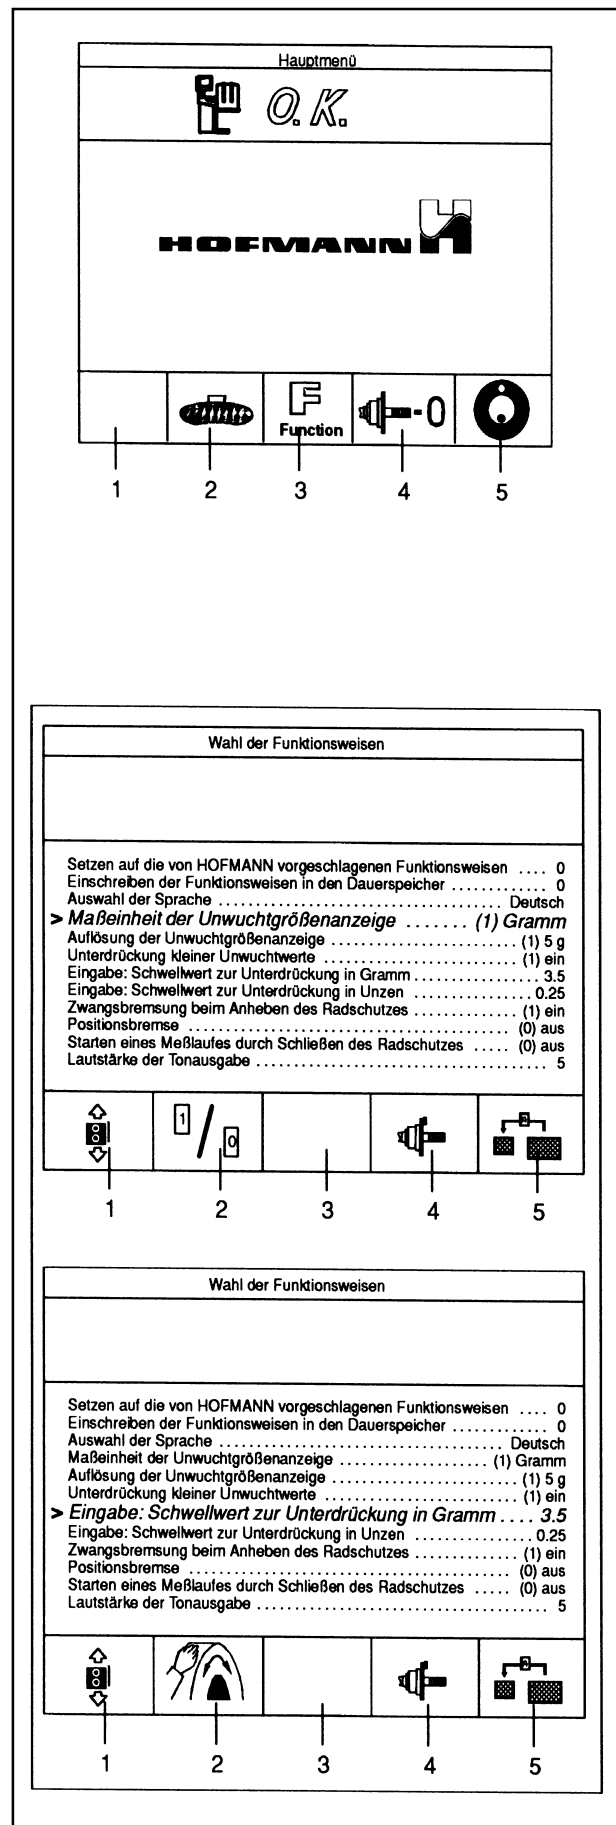 Hauptmenü
O.K.
HOFMANN
F
Function
- 0
1 2 3 4 5
Wahl der Funktionsweisen
Setzen auf die von HOFMANN vorgeschlagenen Funktionsweisen .... 0
Einschreiben der Funktionsweisen in den Dauerspeicher ............ 0
Auswahl der Sprache .................................... Deutsch
> Maßeinheit der Unwuchtgrößenanzeige ....... (1) Gramm
Auflösung der Unwuchtgrößenanzeige ......................... (1) 5 g
Unterdrückung kleiner Unwuchtwerte ......................... (1) ein
Eingabe: Schwellwert zur Unterdrückung in Gramm ................. 3.5
Eingabe: Schwellwert zur Unterdrückung in Unzen ................ 0.25
Zwangsbremsung beim Anheben des Radschutzes .............. (1) ein
Positionsbremse .......................................... (0) aus
Starten eines Meßlaufes durch Schließen des Radschutzes ..... (0) aus
Lautstärke der Tonausgabe ..................................... 5
1 / 0
1 2 3 4 5
Wahl der Funktionsweisen
Setzen auf die von HOFMANN vorgeschlagenen Funktionsweisen .... 0
Einschreiben der Funktionsweisen in den Dauerspeicher ............ 0
Auswahl der Sprache .................................... Deutsch
Maßeinheit der Unwuchtgrößenanzeige ..................... (1) Gramm
Auflösung der Unwuchtgrößenanzeige ......................... (1) 5 g
Unterdrückung kleiner Unwuchtwerte ......................... (1) ein
> Eingabe: Schwellwert zur Unterdrückung in Gramm .... 3.5
Eingabe: Schwellwert zur Unterdrückung in Unzen ................ 0.25
Zwangsbremsung beim Anheben des Radschutzes .............. (1) ein
Positionsbremse .......................................... (0) aus
Starten eines Meßlaufes durch Schließen des Radschutzes ..... (0) aus
Lautstärke der Tonausgabe ..................................... 5
1 2 3 4 5